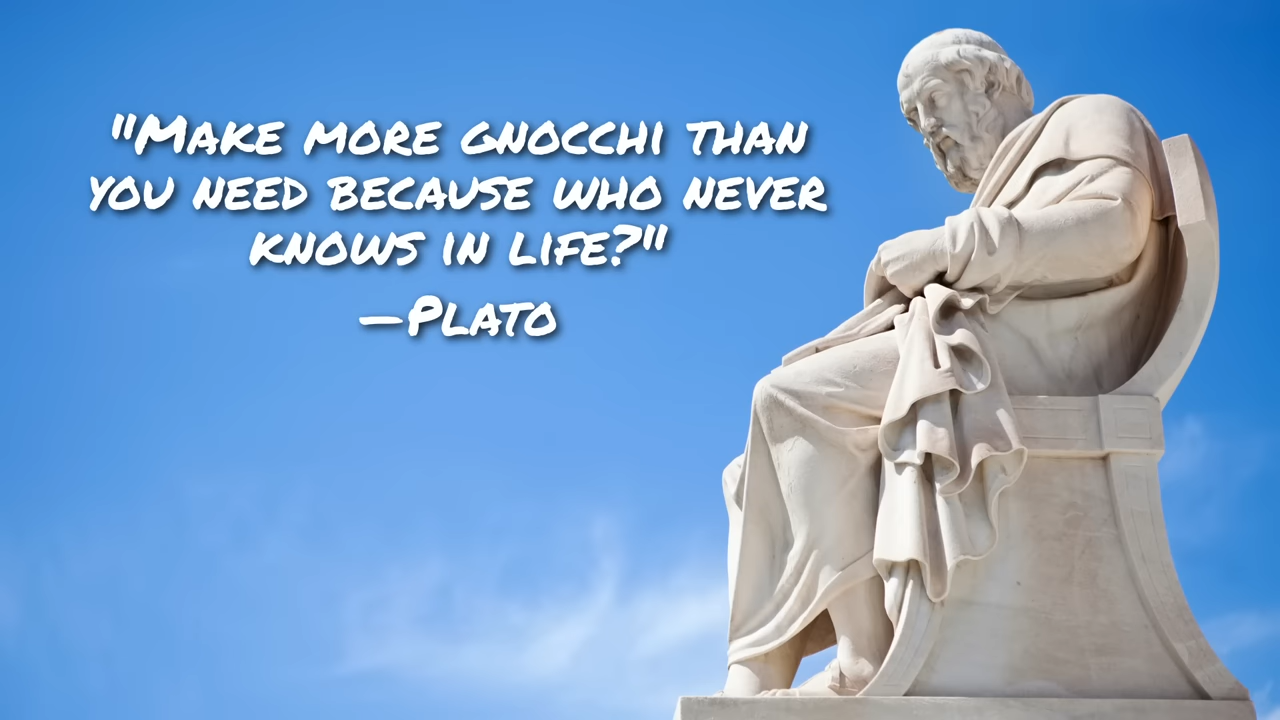 "Make more gnocchi than
you need because who never
knows in life?"
—Plato